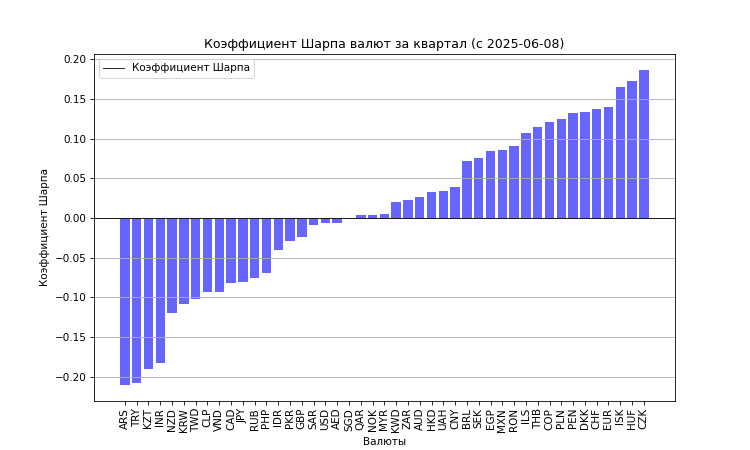 Коэффициент Шарпа валют за квартал (с 2025-06-08)
Коэффициент Шарпа
0.20
0.15
0.10
0.05
0.00
−0.05
−0.10
−0.15
−0.20
Коэффициент Шарпа
ARS TRY KZT INR NZD KRW TWD CLP VND CAD JPY RUB PHP IDR PKR GBP SAR USD AED SGD QAR NOK MYR KWD ZAR AUD HKD UAH CNY BRL SEK EGP MXN RON ILS THB COP PLN PEN DKK CHF EUR ISK HUF CZK
Валюты